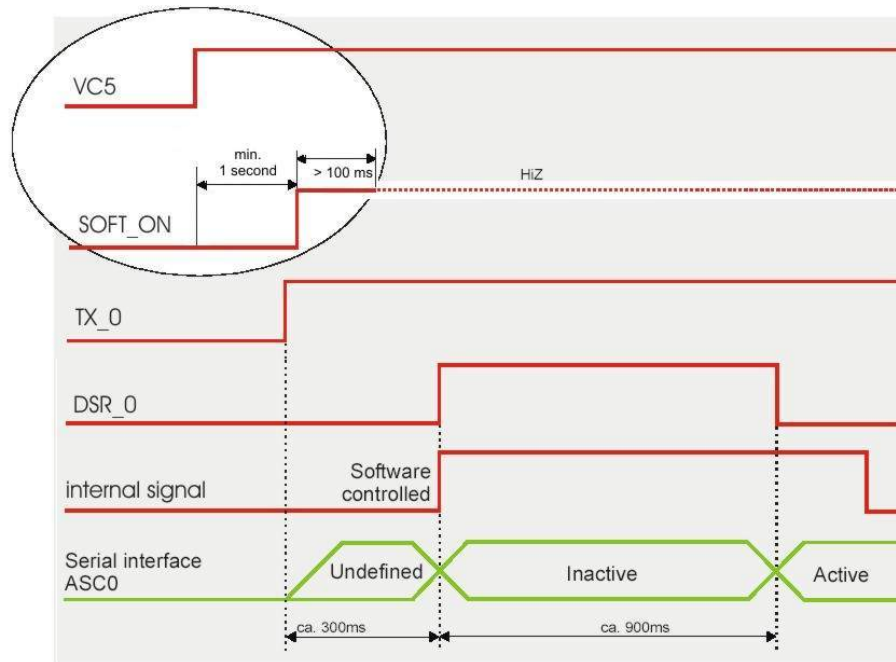 VC5
min.
1 second
> 100 ms
HiZ
SOFT_ON
TX_0
DSR_0
Software
controlled
internal signal
Serial interface
ASC0
Undefined
Inactive
Active
ca. 300ms
ca. 900ms